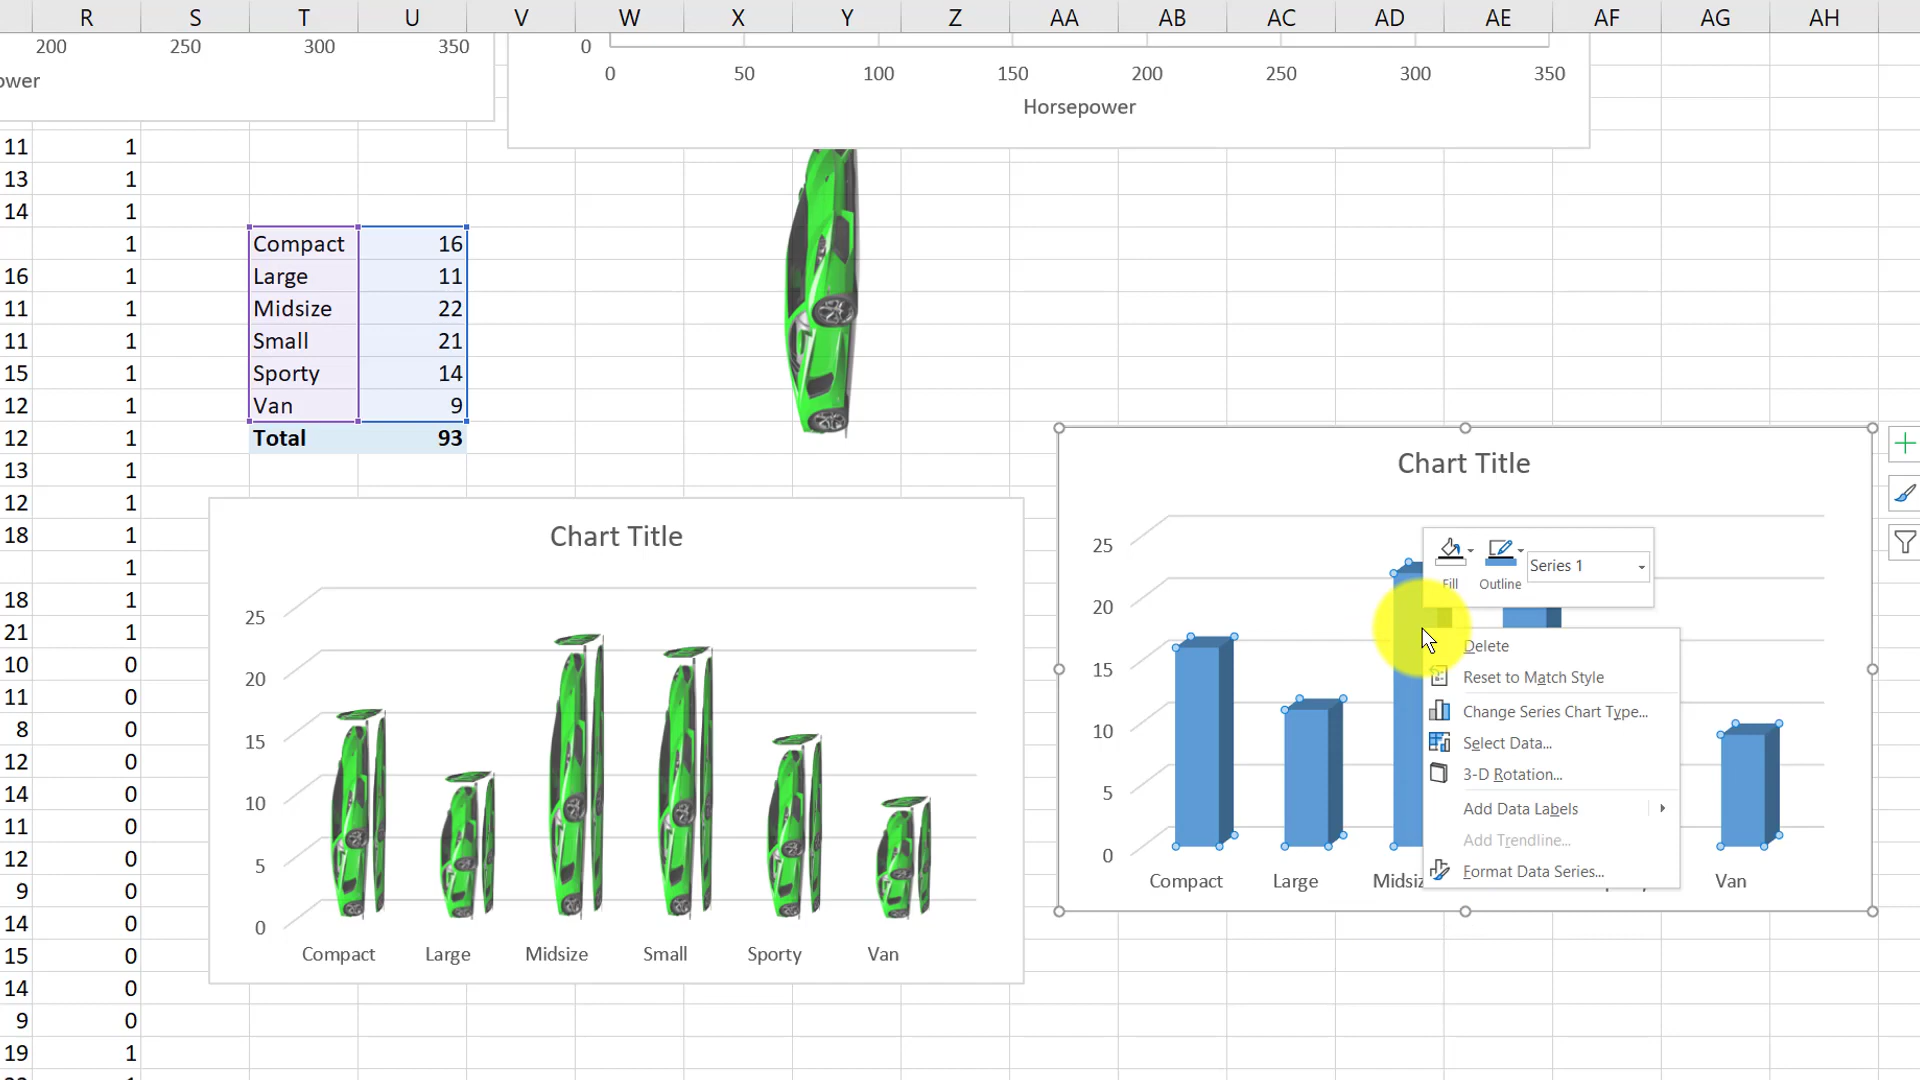 R S T U V W X Y Z AA AB AC AD AE AF AG AH
200 250 300 350
0
ower
0 50 100 150 200 250 300 350
Horsepower
11 1
13 1
14 1
1
16 1
11 1
11 1
15 1
12 1
12 1
13 1
12 1
18 1
1
18 1
21 1
10 0
11 0
8 0
12 0
14 0
11 0
12 0
9 0
14 0
15 0
14 0
9 0
19 1
Compact 16
Large 11
Midsize 22
Small 21
Sporty 14
Van 9
Total 93
Chart Title
25
20
15
10
5
0
Compact Large Midsize Small Sporty Van
Chart Title
25
20
15
10
5
0
Compact Large Midsiz Van
Fill Outline Series 1
Delete
Reset to Match Style
Change Series Chart Type...
Select Data...
3-D Rotation...
Add Data Labels
Add Trendline...
Format Data Series...